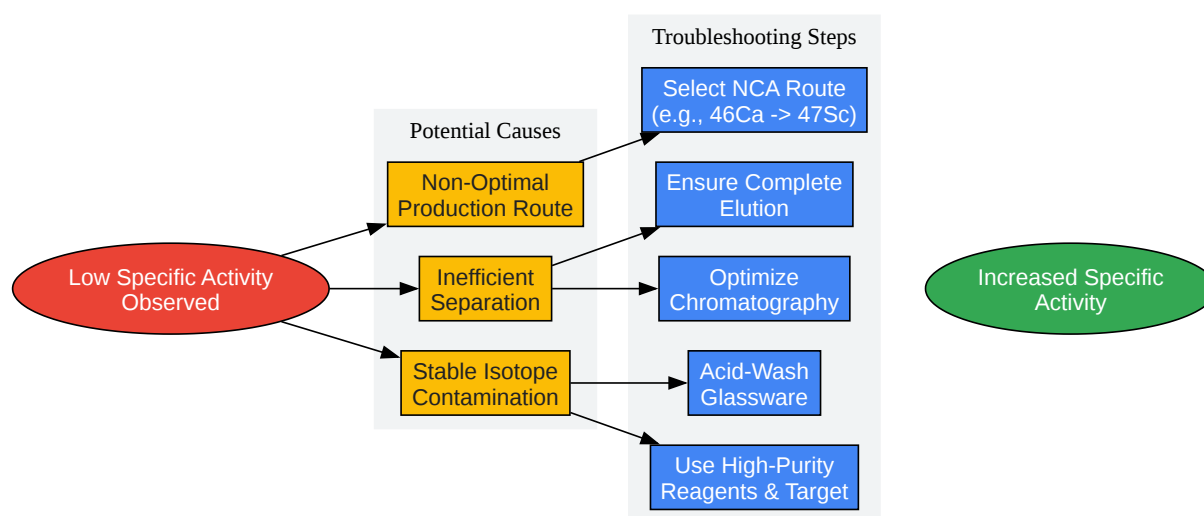 Troubleshooting Steps
Select NCA Route
(e.g., 46Ca -> 47Sc)
Potential Causes
Non-Optimal
Production Route
Ensure Complete
Elution
Low Specific Activity
Observed
Inefficient
Separation
Optimize
Chromatography
Increased Specific
Activity
Stable Isotope
Contamination
Acid-Wash
Glassware
Use High-Purity
Reagents & Target